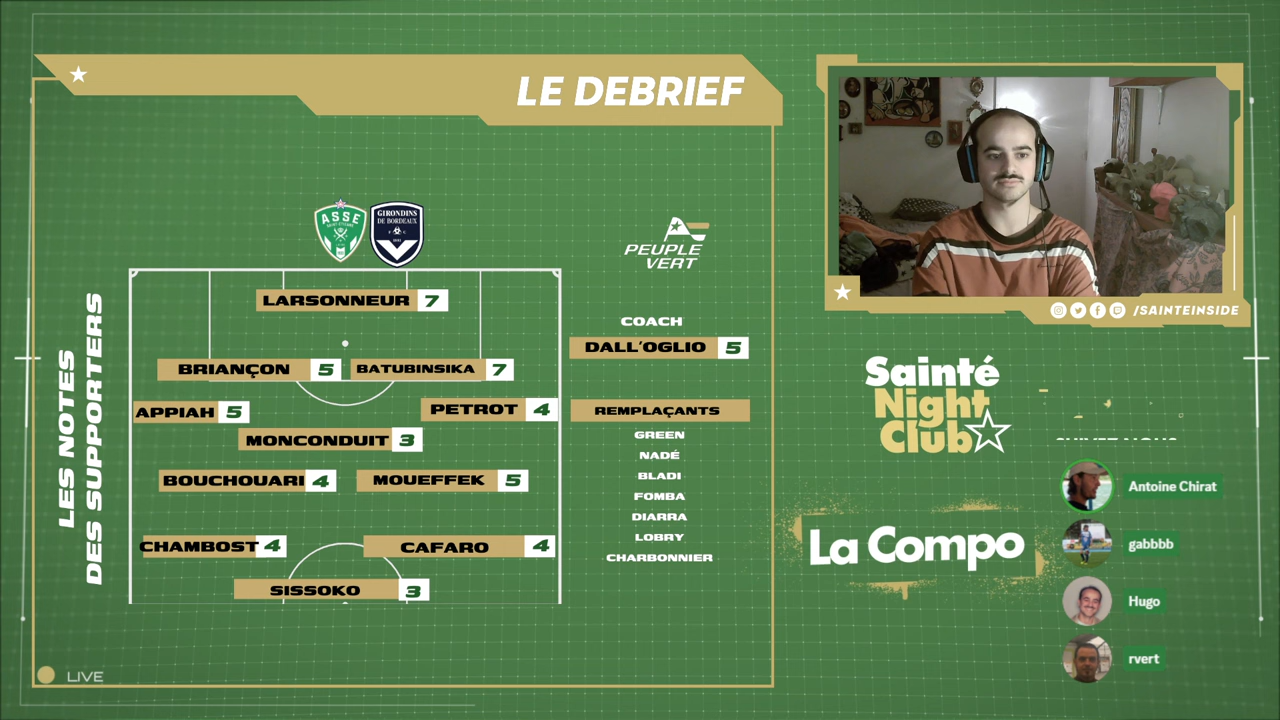 LE DEBRIEF
ASSE
GIRONDINS
DE BORDEAUX
PEUPLE
VERT
LES NOTES
DES SUPPORTERS
LARSONNEUR 7
BRIANÇON 5
BATUBINSIKA 7
APPIAH 5
PETROT 4
MONCONDUIT 3
BOUCHOUARI 4
MOUEFFEK 5
CHAMBOST 4
CAFARO 4
SISSOKO 3
COACH
DALL'OGLIO 5
REMPLAÇANTS
GREEN
NADÉ
BLADI
FOMBA
DIARRA
LOBRY
CHARBONNIER
LIVE
/SAINTEINSIDE
Sainté
Night
Club
La Compo
Antoine Chirat
gabbbb
Hugo
rvert